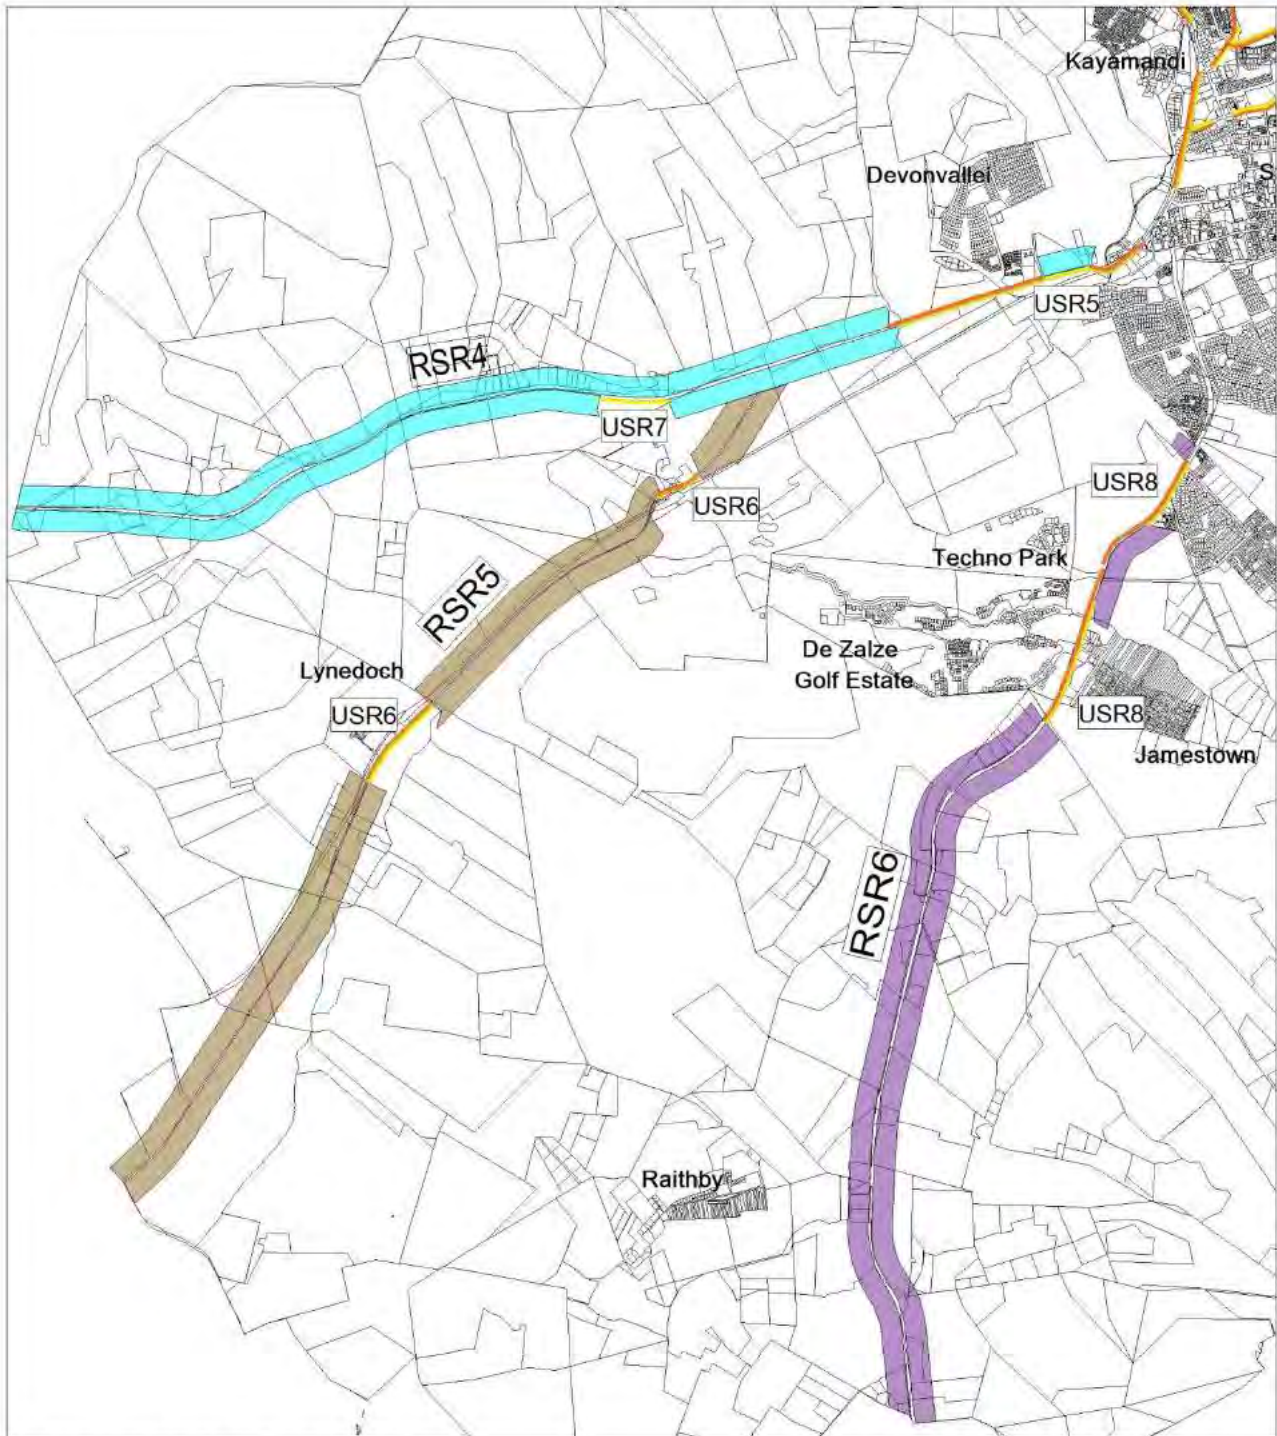 Kayamandi
Devonvallei
S
USR5
RSR4
USR7
USR8
USR6
Techno Park
RSR5
De Zalze
Golf Estate
Lynedoch
USR6
USR8
Jamestown
RSR6
Raithby